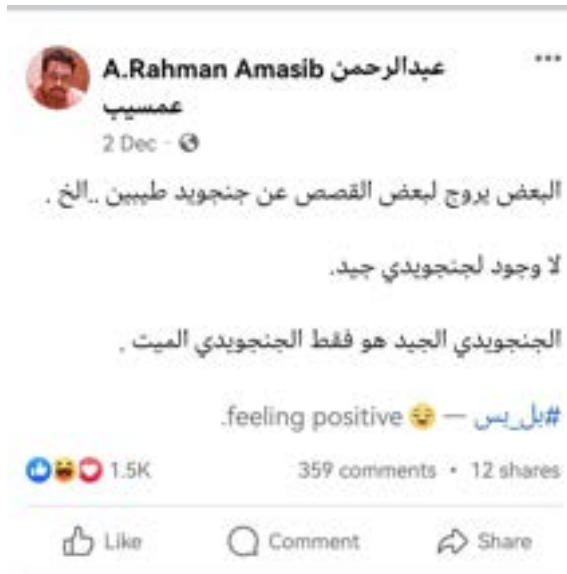 A.Rahman Amasib عبدالرحمن
عمسيب
2 Dec
البعض يروج لبعض القصص عن جنجويد طيبين ..الخ .
لا وجود لجنجويدي جيد.
الجنجويدي الجيد هو فقط الجنجويدي الميت .
#بل_بس — feeling positive.
1.5K 359 comments • 12 shares
Like Comment Share